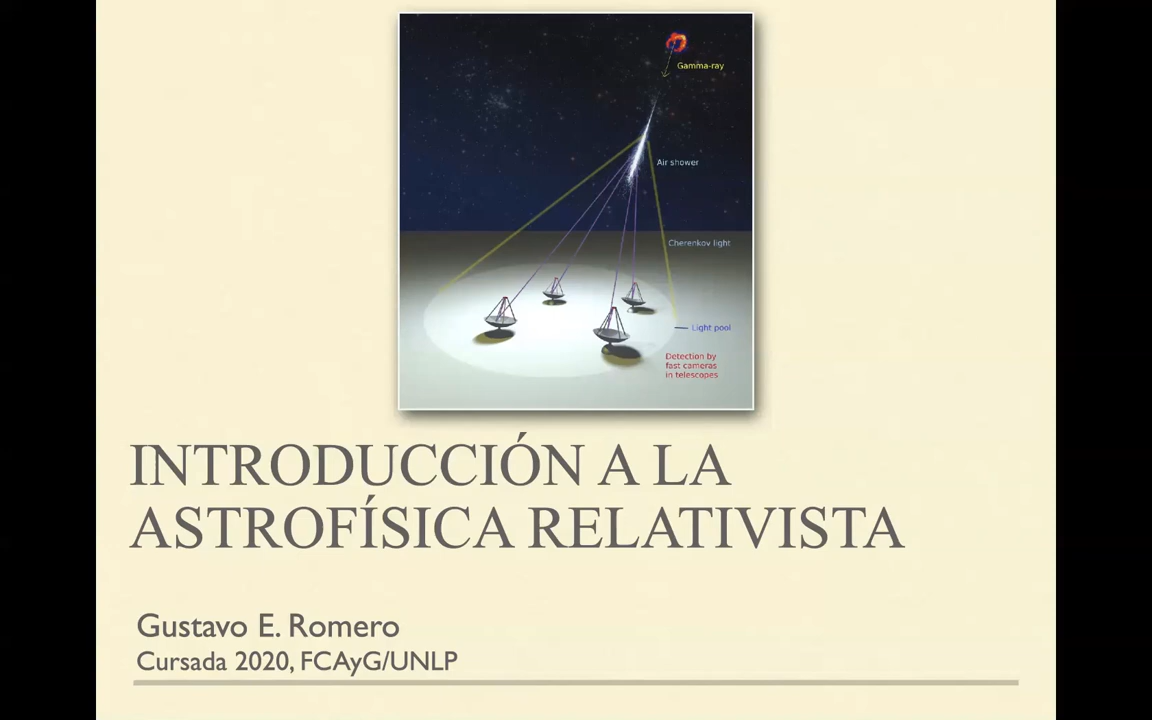 Gamma-ray
Air shower
Cherenkov light
Light pool
Detection by
fast cameras
in telescopes
INTRODUCCIÓN A LA
ASTROFÍSICA RELATIVISTA
Gustavo E. Romero
Cursada 2020, FCAyG/UNLP